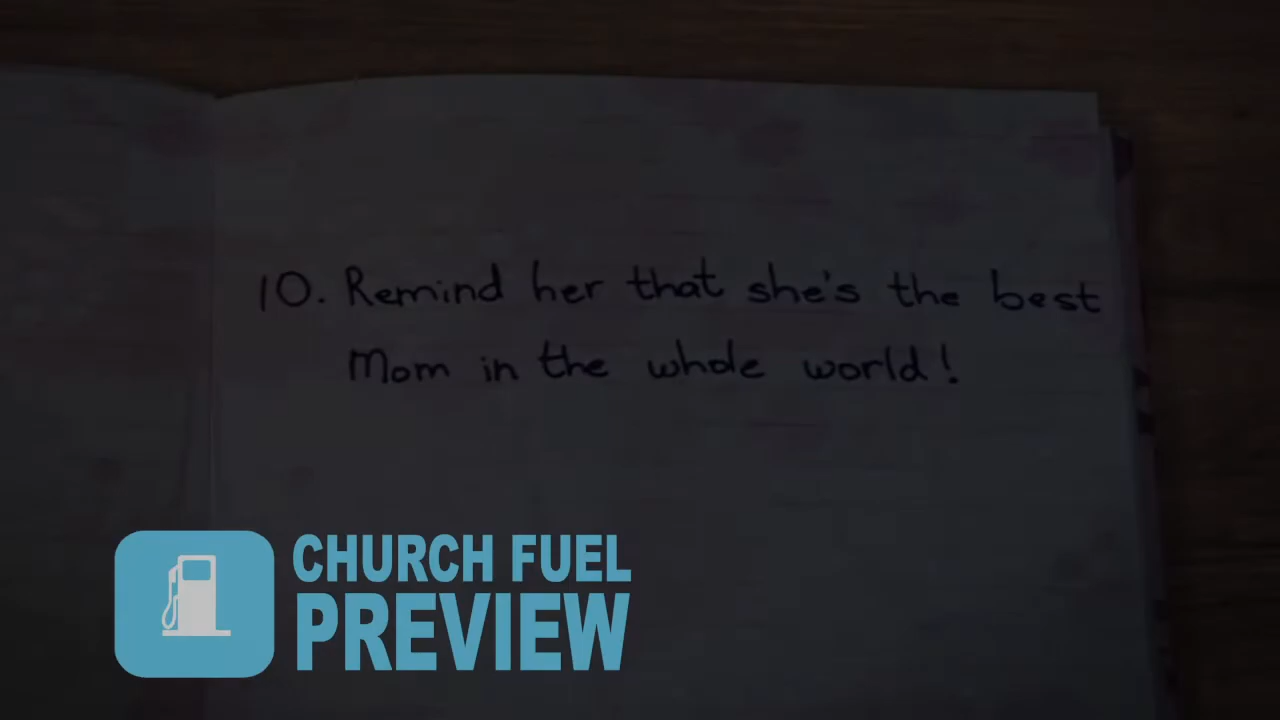 10. Remind her that she's the best
Mom in the whole world!
CHURCH FUEL
PREVIEW